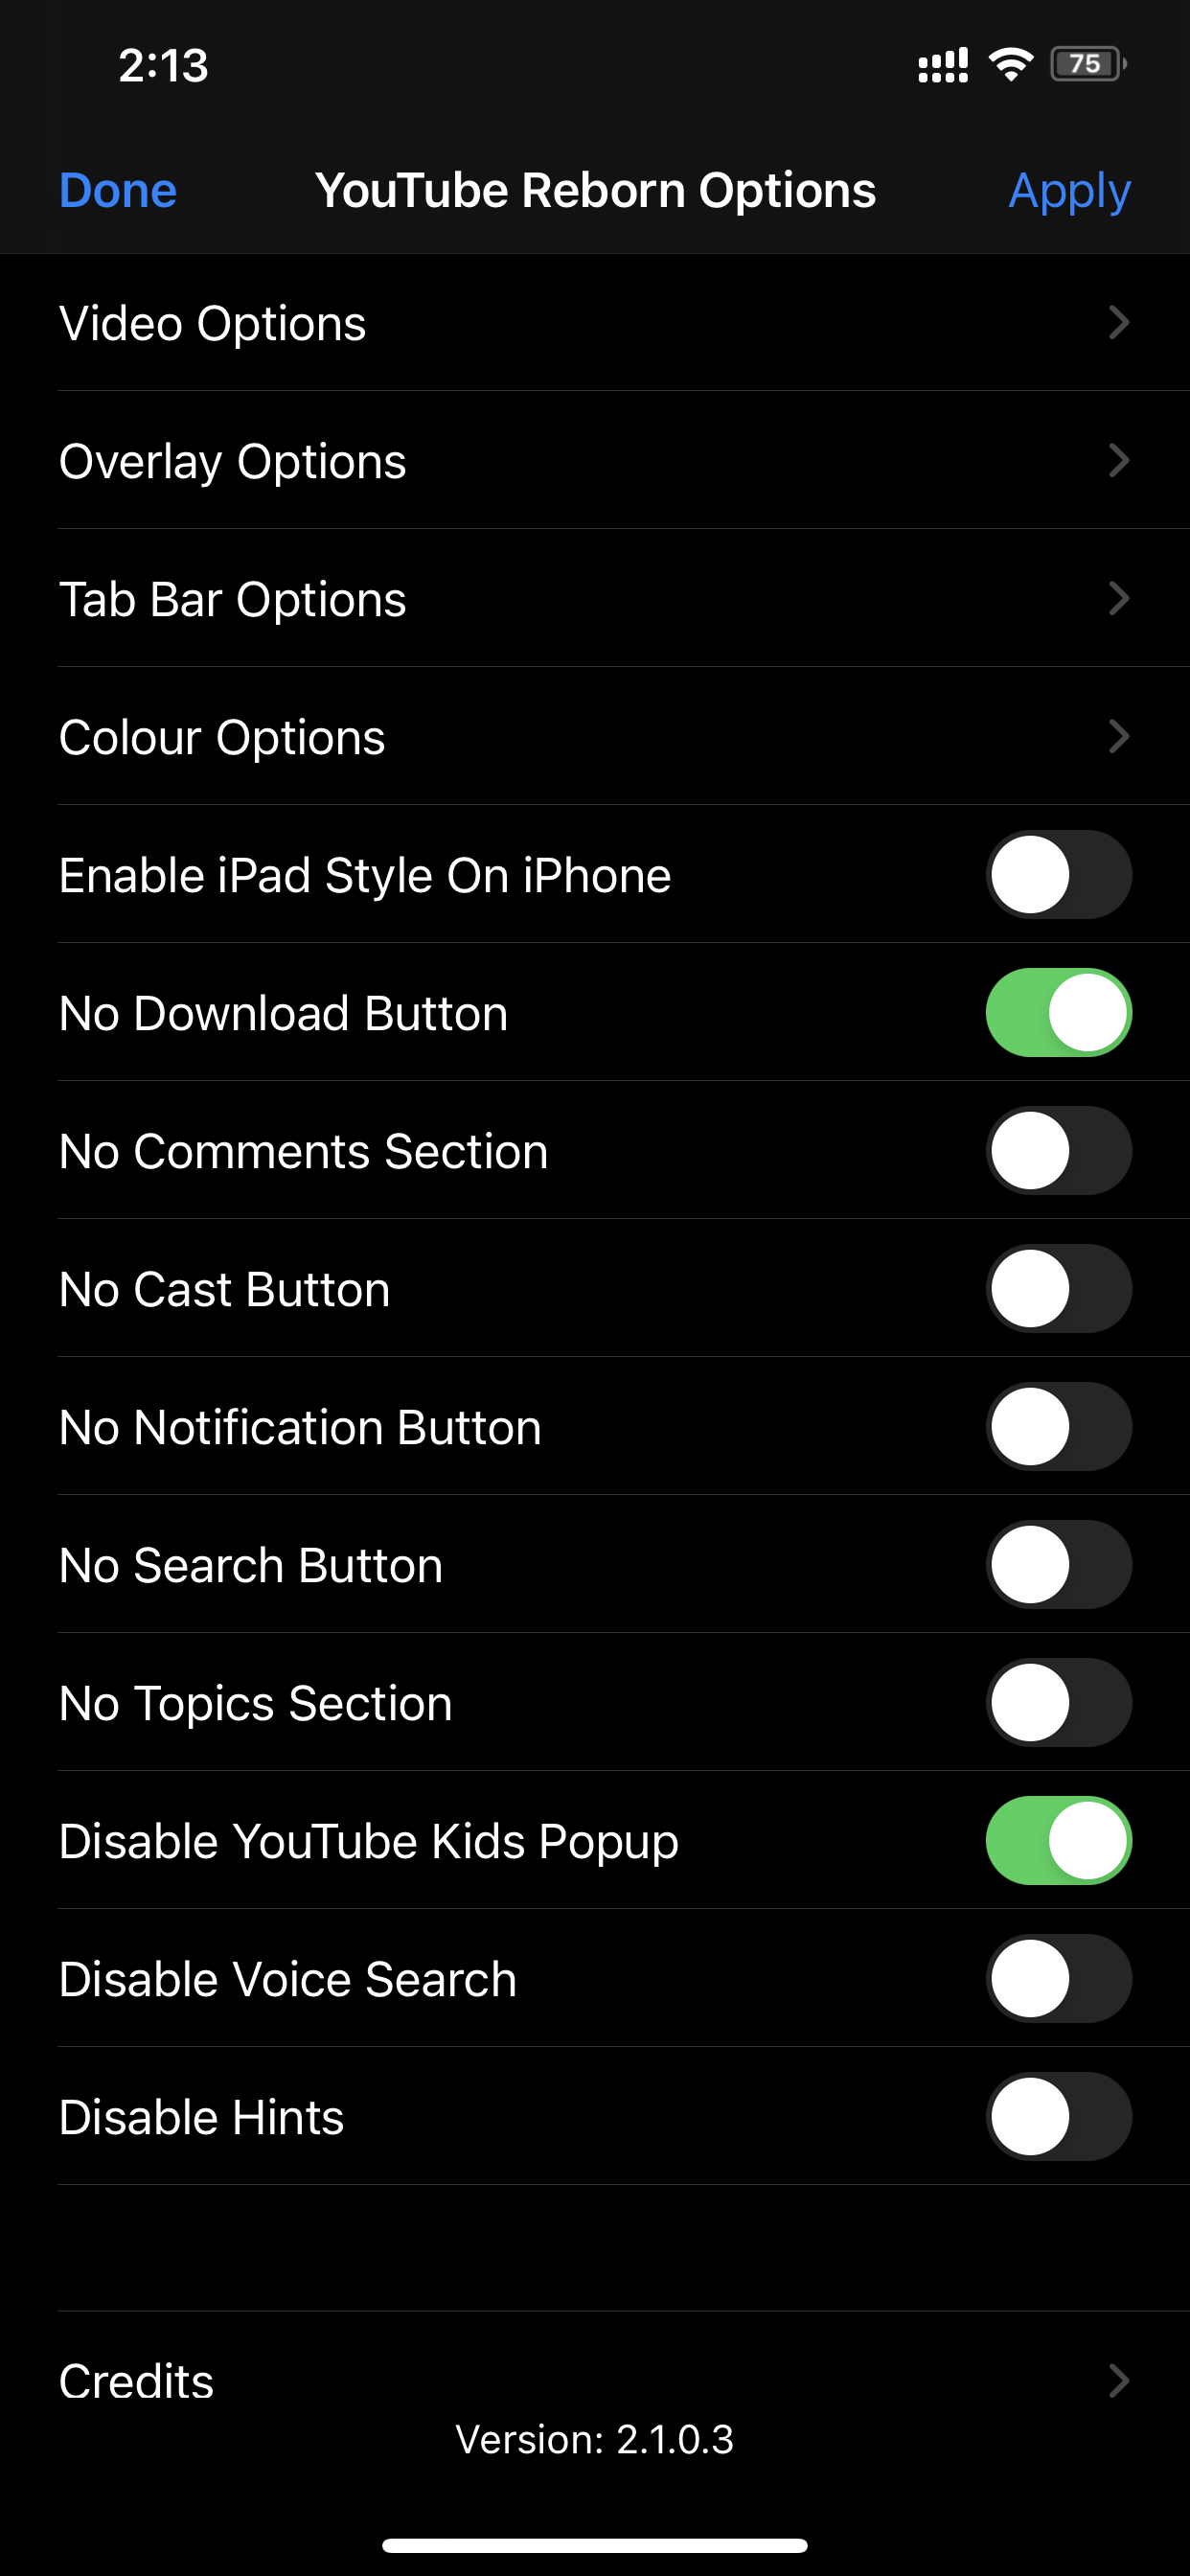 2:13
75
Done
YouTube Reborn Options
Apply
Video Options
Overlay Options
Tab Bar Options
Colour Options
Enable iPad Style On iPhone
No Download Button
No Comments Section
No Cast Button
No Notification Button
No Search Button
No Topics Section
Disable YouTube Kids Popup
Disable Voice Search
Disable Hints
Credits
Version: 2.1.0.3